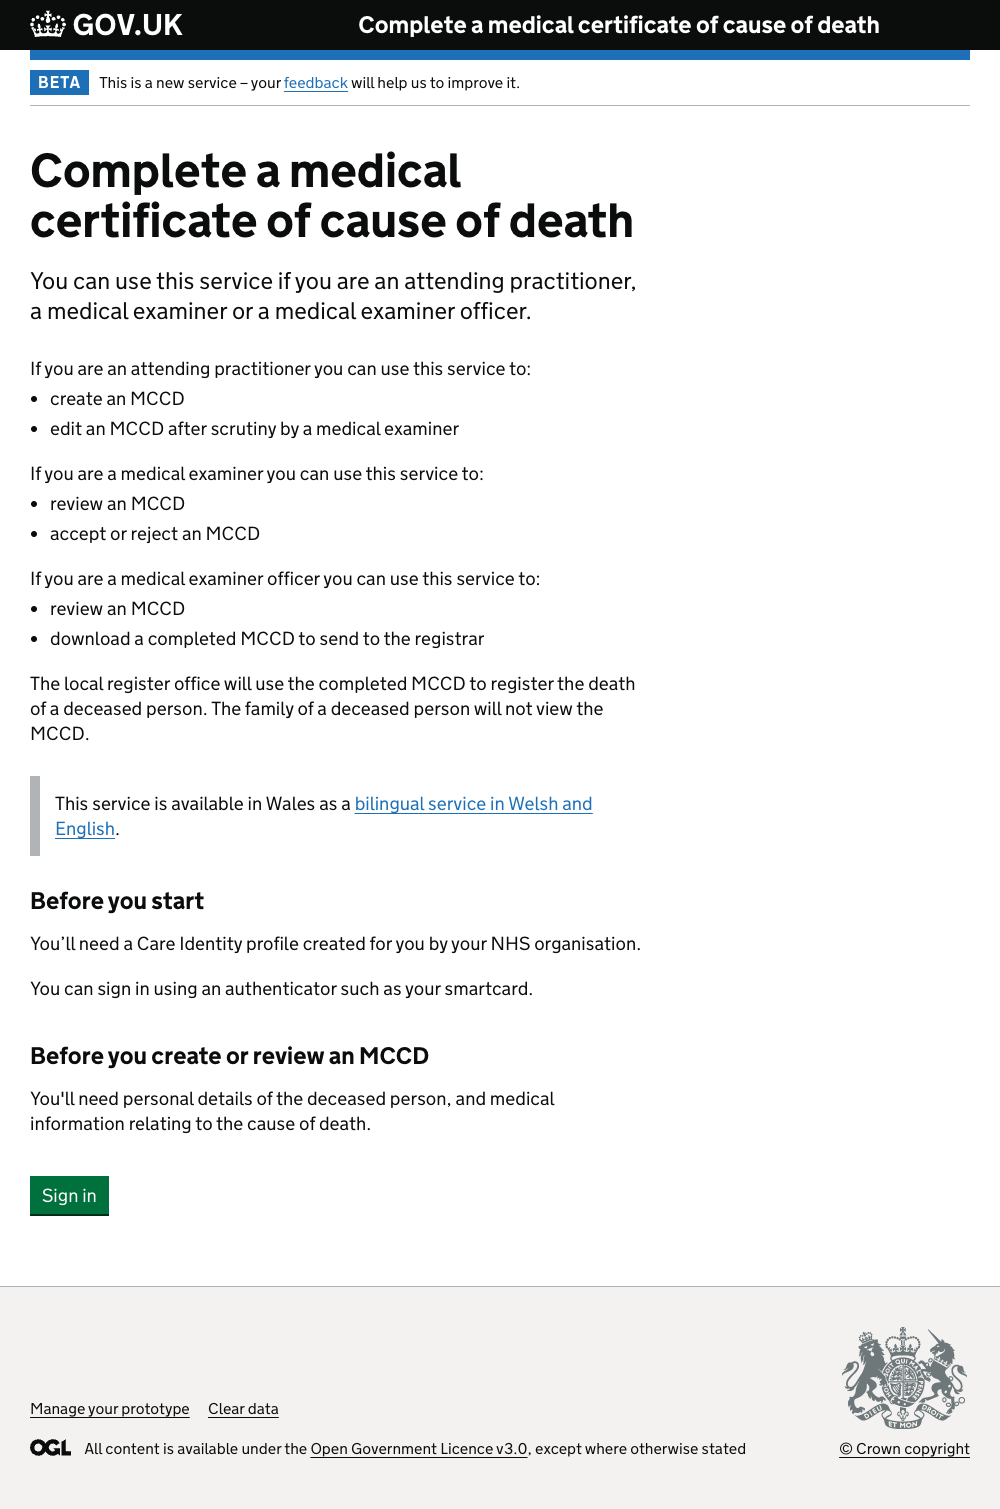 GOV.UK
Complete a medical certificate of cause of death
BETA
This is a new service – your feedback will help us to improve it.
Complete a medical
certificate of cause of death
You can use this service if you are an attending practitioner,
a medical examiner or a medical examiner officer.
If you are an attending practitioner you can use this service to:
• create an MCCD
• edit an MCCD after scrutiny by a medical examiner
If you are a medical examiner you can use this service to:
• review an MCCD
• accept or reject an MCCD
If you are a medical examiner officer you can use this service to:
• review an MCCD
• download a completed MCCD to send to the registrar
The local register office will use the completed MCCD to register the death
of a deceased person. The family of a deceased person will not view the
MCCD.
This service is available in Wales as a bilingual service in Welsh and
English.
Before you start
You’ll need a Care Identity profile created for you by your NHS organisation.
You can sign in using an authenticator such as your smartcard.
Before you create or review an MCCD
You'll need personal details of the deceased person, and medical
information relating to the cause of death.
Sign in
DIEU ET MON DROIT
Manage your prototype
Clear data
OGL
All content is available under the Open Government Licence v3.0, except where otherwise stated
© Crown copyright